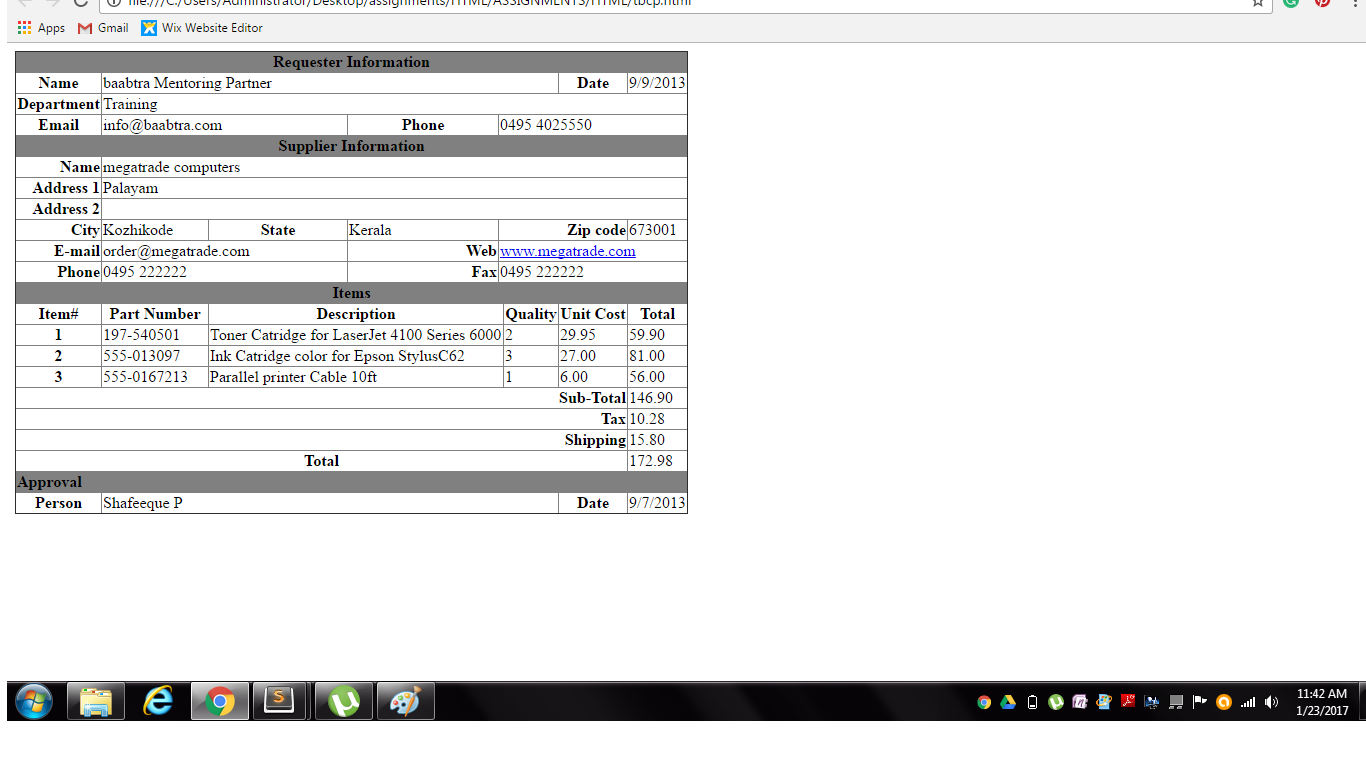 file:///C:/Users/Administrator/Desktop/assignments/HTML/ASSIGNMENTS/HTML/tbcp.html
Apps Gmail Wix Website Editor
Requester Information
Name baabtra Mentoring Partner Date 9/9/2013
Department Training
Email info@baabtra.com Phone 0495 4025550
Supplier Information
Name megatrade computers
Address 1 Palayam
Address 2
City Kozhikode State Kerala Zip code 673001
E-mail order@megatrade.com Web www.megatrade.com
Phone 0495 222222 Fax 0495 222222
Items
Item# Part Number Description Quality Unit Cost Total
1 197-540501 Toner Catridge for LaserJet 4100 Series 6000 2 29.95 59.90
2 555-013097 Ink Catridge color for Epson StylusC62 3 27.00 81.00
3 555-0167213 Parallel printer Cable 10ft 1 6.00 56.00
Sub-Total 146.90
Tax 10.28
Shipping 15.80
Total 172.98
Approval
Person Shafeeque P Date 9/7/2013
11:42 AM
1/23/2017